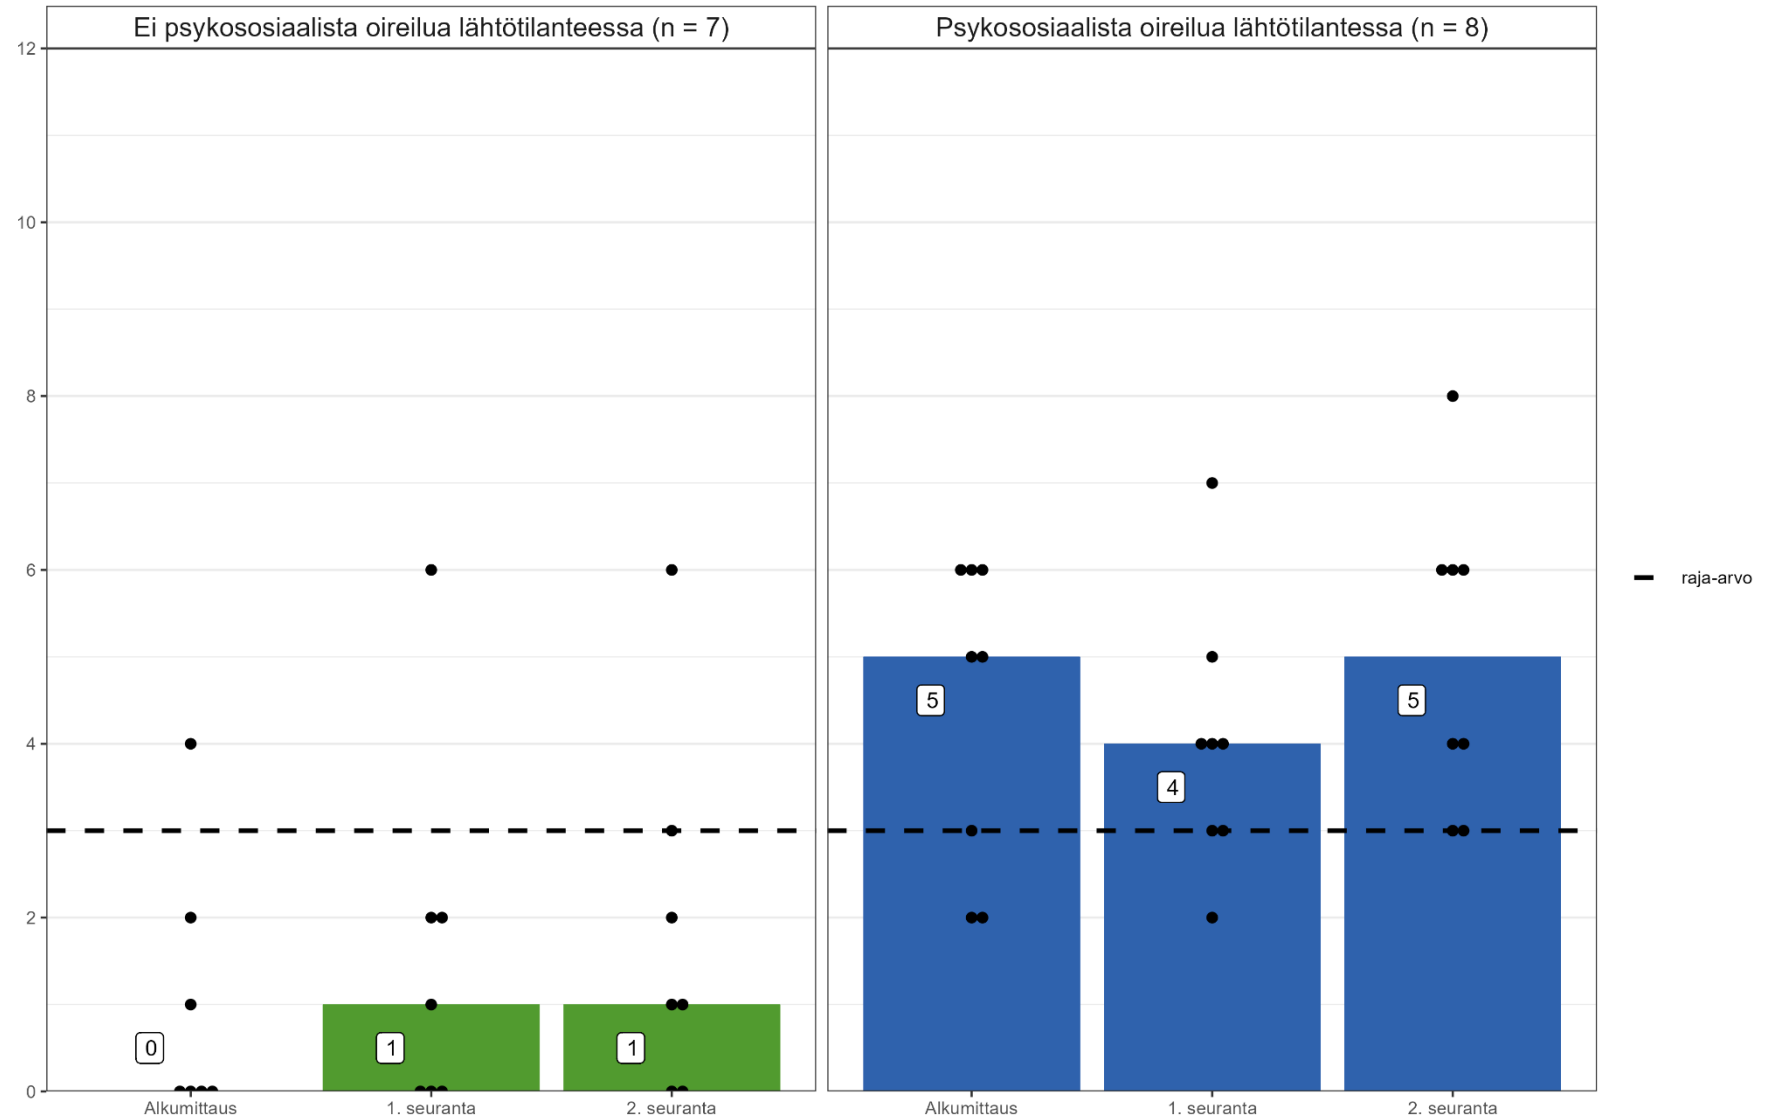 Ei psykososiaalista oireilua lähtötilanteessa (n = 7)
Psykososiaalista oireilua lähtötilantessa (n = 8)
12
10
8
6
4
2
0
0
1
1
5
4
5
raja-arvo
Alkumittaus
1. seuranta
2. seuranta
Alkumittaus
1. seuranta
2. seuranta